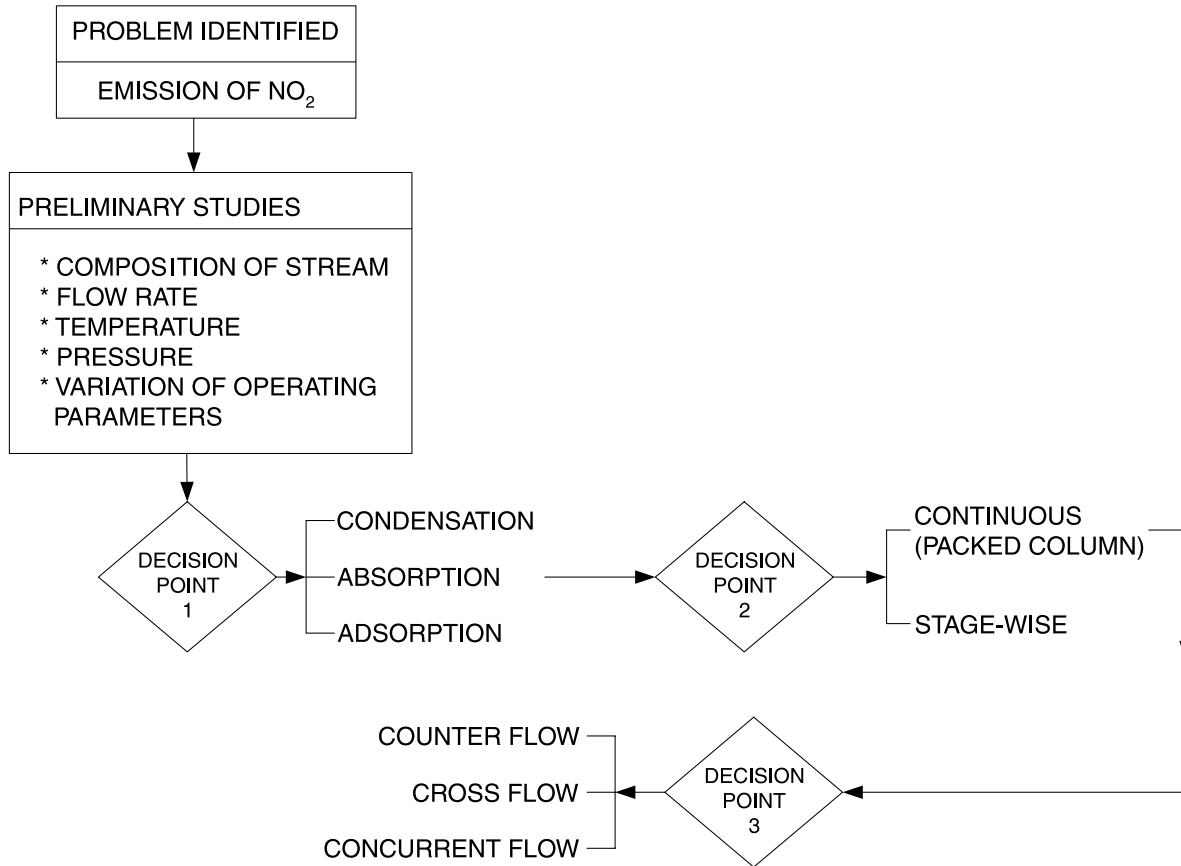 PROBLEM IDENTIFIED
EMISSION OF NO₂
PRELIMINARY STUDIES
* COMPOSITION OF STREAM
* FLOW RATE
* TEMPERATURE
* PRESSURE
* VARIATION OF OPERATING
PARAMETERS
DECISION
POINT
1
CONDENSATION
ABSORPTION
ADSORPTION
DECISION
POINT
2
CONTINUOUS
(PACKED COLUMN)
STAGE-WISE
DECISION
POINT
3
COUNTER FLOW
CROSS FLOW
CONCURRENT FLOW